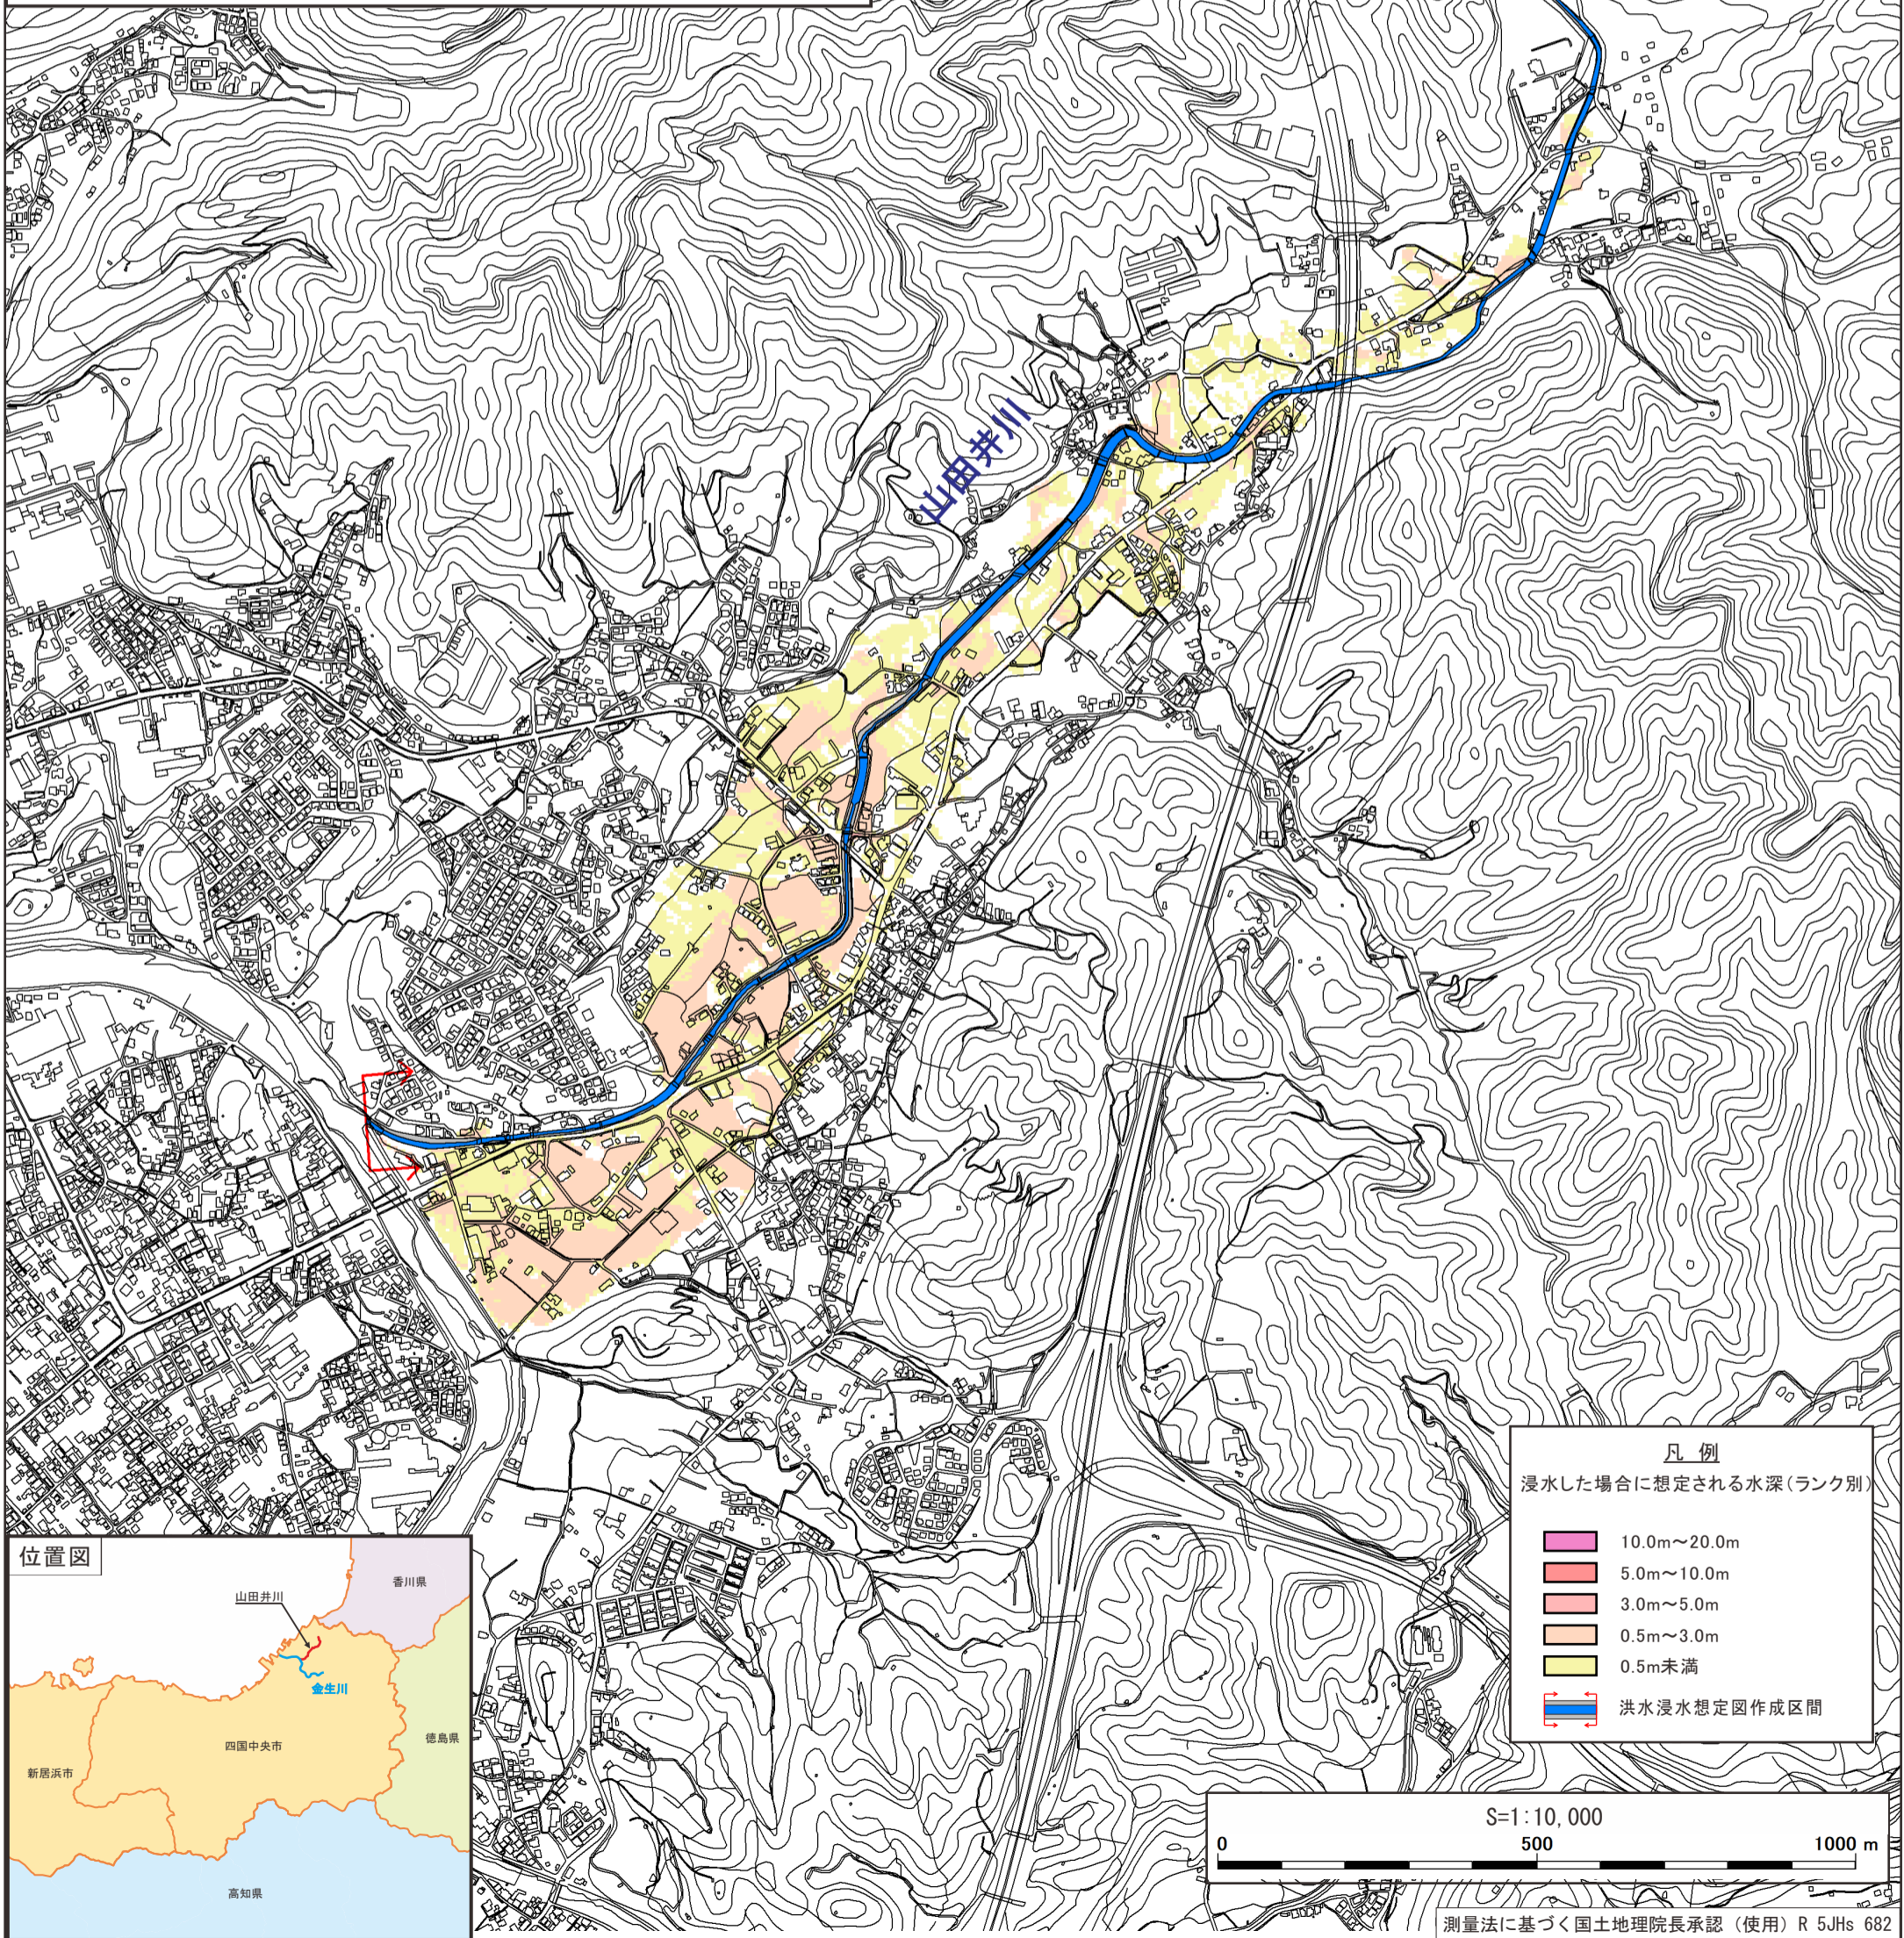 山田井川
凡 例
浸水した場合に想定される水深(ランク別)
10.0m～20.0m
5.0m～10.0m
3.0m～5.0m
0.5m～3.0m
0.5m未満
洪水浸水想定図作成区間
位置図
香川県
山田井川
金生川
徳島県
四国中央市
新居浜市
高知県
S=1:10,000
0 500 1000 m
測量法に基づく国土地理院長承認（使用）R 5JHs 682